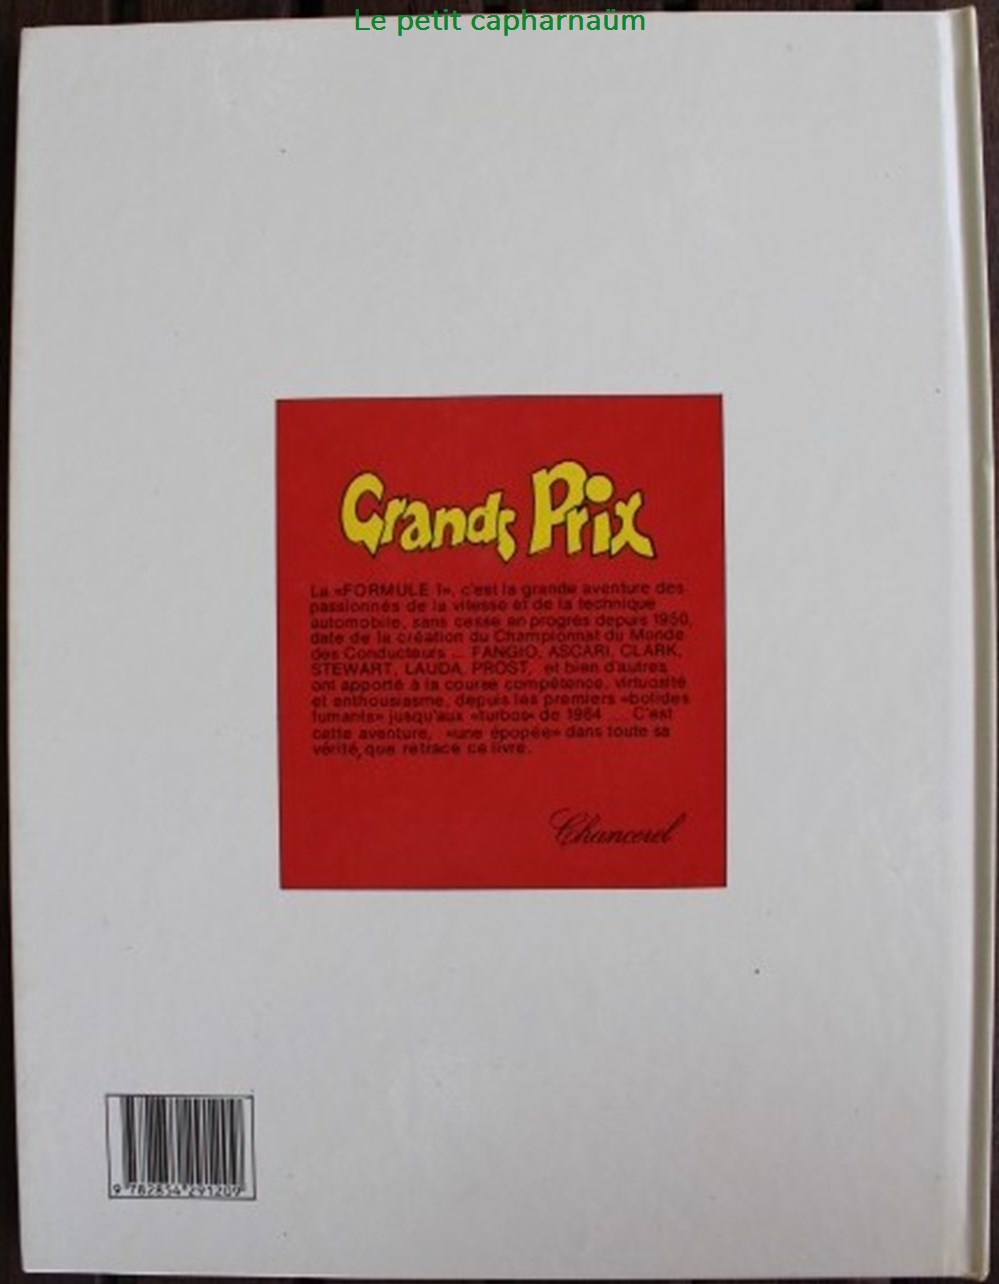 Le petit capharnaüm
Grands Prix
La «FORMULE 1», c'est la grande aventure des
passionnés de la vitesse et de la technique
automobile, sans cesse en progrès depuis 1950,
date de la création du Championnat du Monde
des Conducteurs ... FANGIO, ASCARI, CLARK,
STEWART, LAUDA, PROST, et bien d'autres
ont apporté à la course compétence, virtuosité
et enthousiasme, depuis les premiers «bolides
fumants» jusqu'aux «turbos» de 1984 ... C'est
cette aventure, «une épopée» dans toute sa
vérité, que retrace ce livre.
Chancerel
9 782854 291209